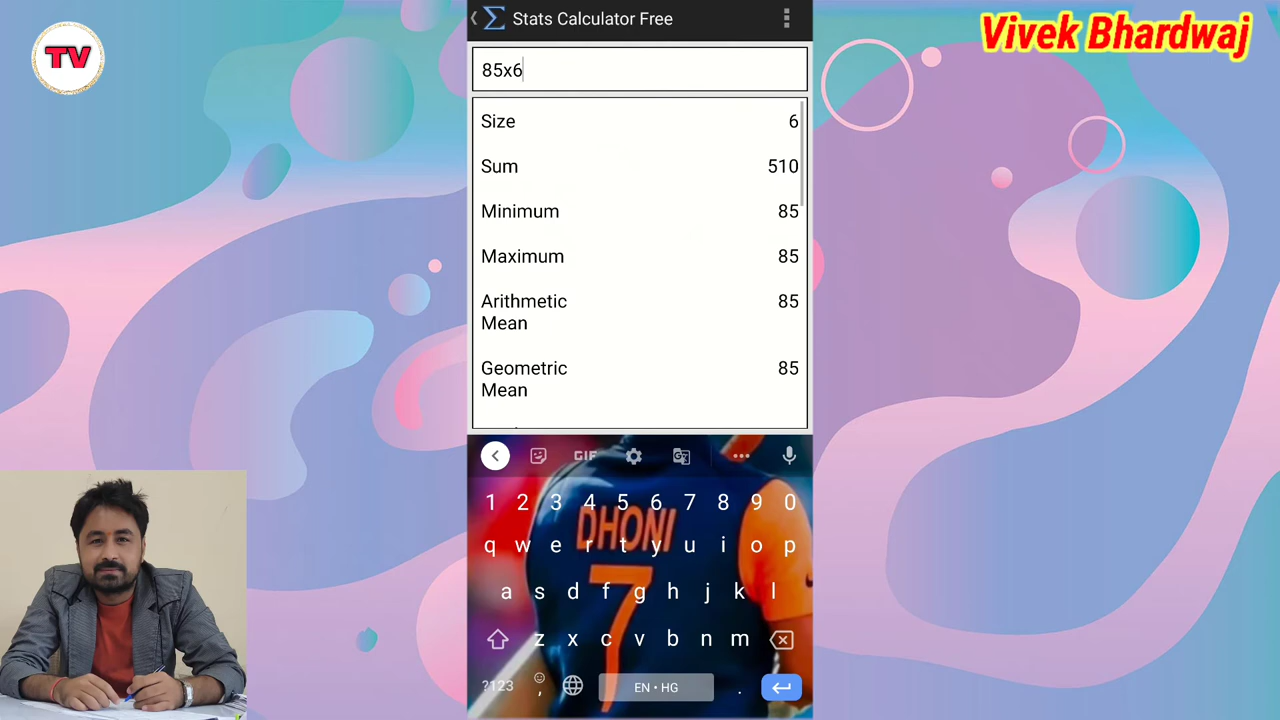 TV
Vivek Bhardwaj
Stats Calculator Free
85x6
Size 6
Sum 510
Minimum 85
Maximum 85
Arithmetic Mean 85
Geometric Mean 85
GIF
1 2 3 4 5 6 7 8 9 0
q w e r t y u i o p
a s d f g h j k l
z x c v b n m
?123 , EN • HG .
DHONI
7